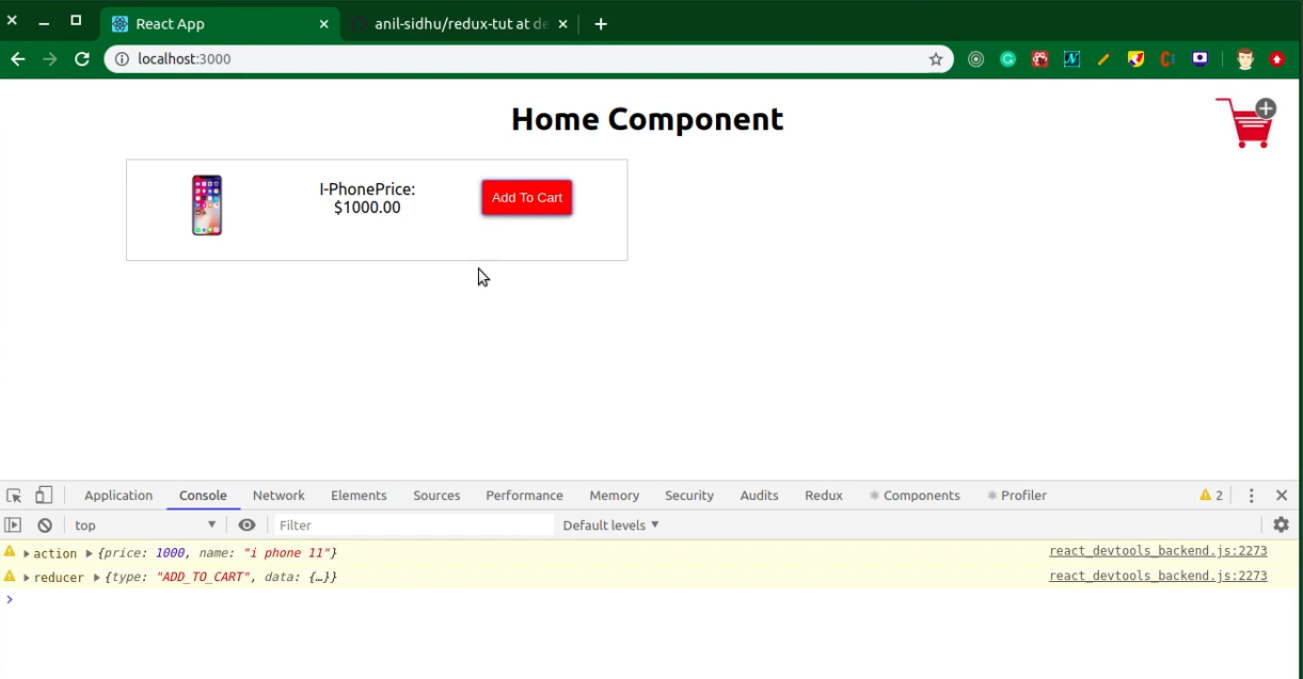 React App
anil-sidhu/redux-tut at de
localhost:3000
Home Component
I-PhonePrice:
$1000.00
Add To Cart
Application Console Network Elements Sources Performance Memory Security Audits Redux Components Profiler 2
top Filter Default levels
action {price: 1000, name: "i phone 11"} react_devtools_backend.js:2273
reducer {type: "ADD_TO_CART", data: {…}} react_devtools_backend.js:2273